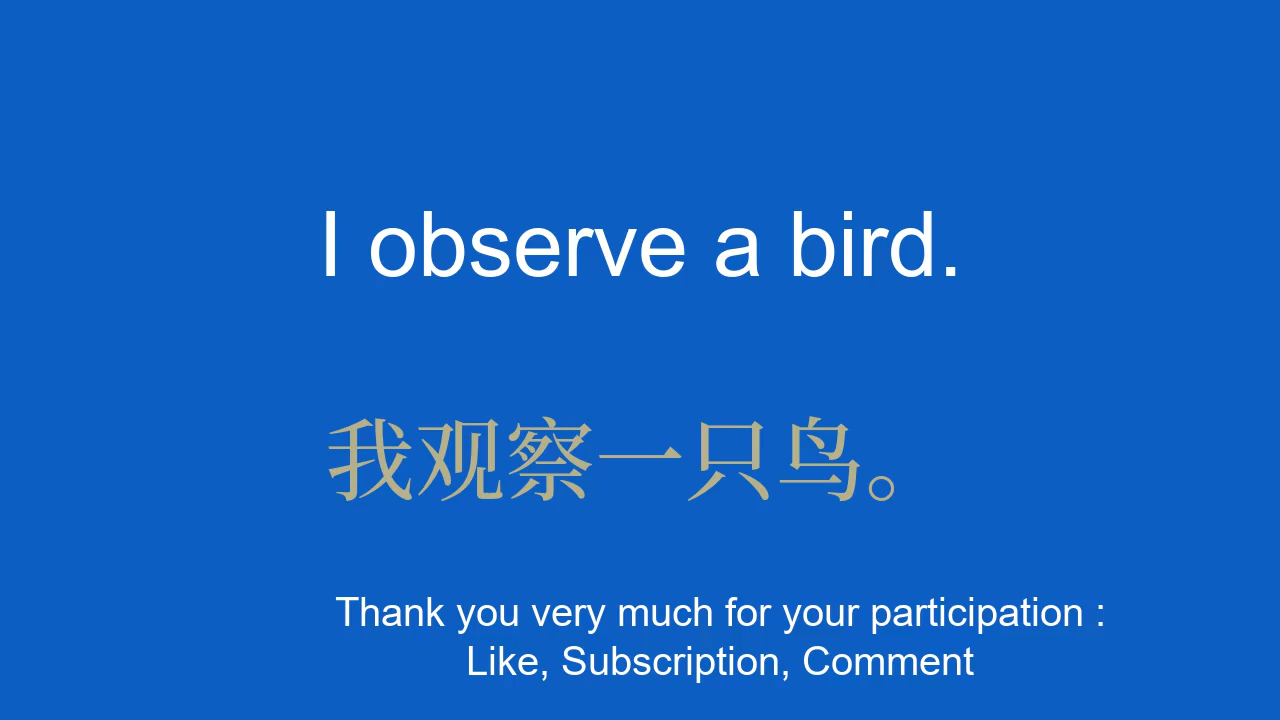 I observe a bird.
我观察一只鸟。
Thank you very much for your participation :
Like, Subscription, Comment